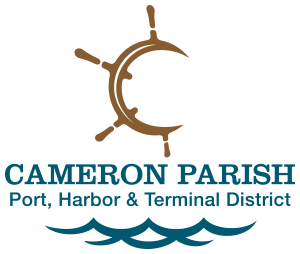 CAMERON PARISH
Port, Harbor & Terminal District